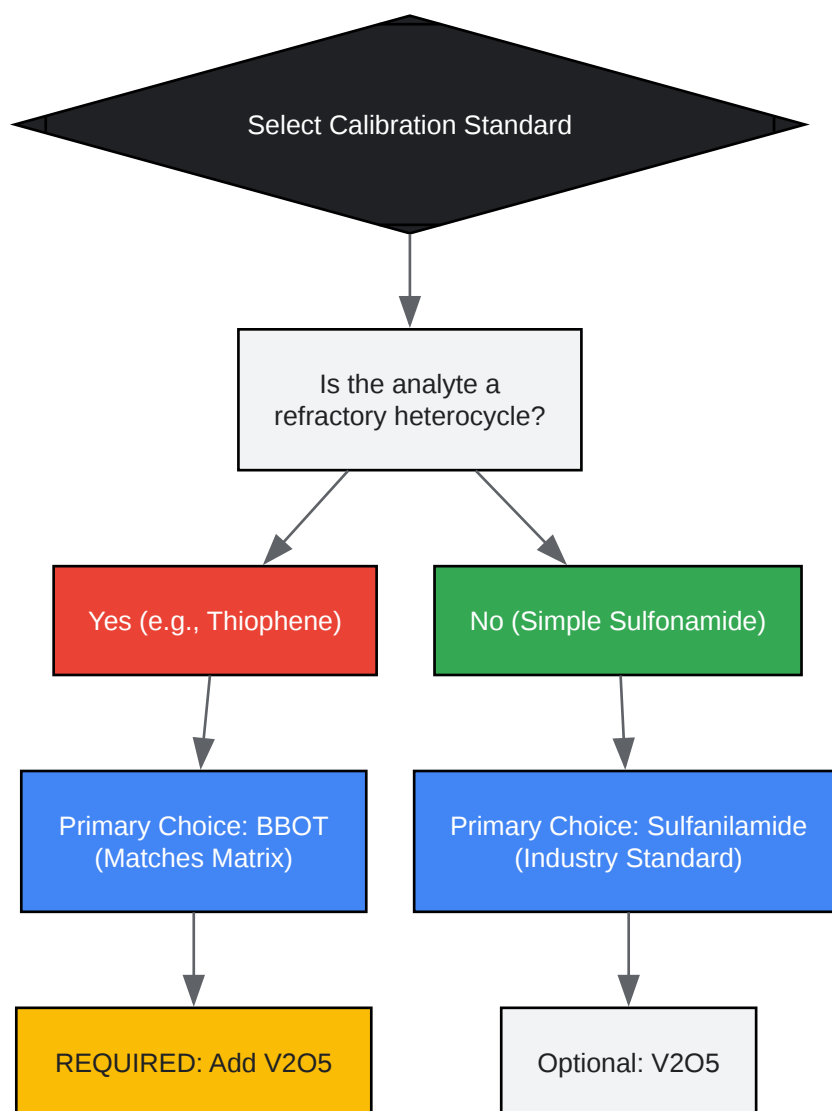 Select Calibration Standard
Is the analyte a
refractory heterocycle?
Yes (e.g., Thiophene)
No (Simple Sulfonamide)
Primary Choice: BBOT
(Matches Matrix)
Primary Choice: Sulfanilamide
(Industry Standard)
REQUIRED: Add V2O5
Optional: V2O5